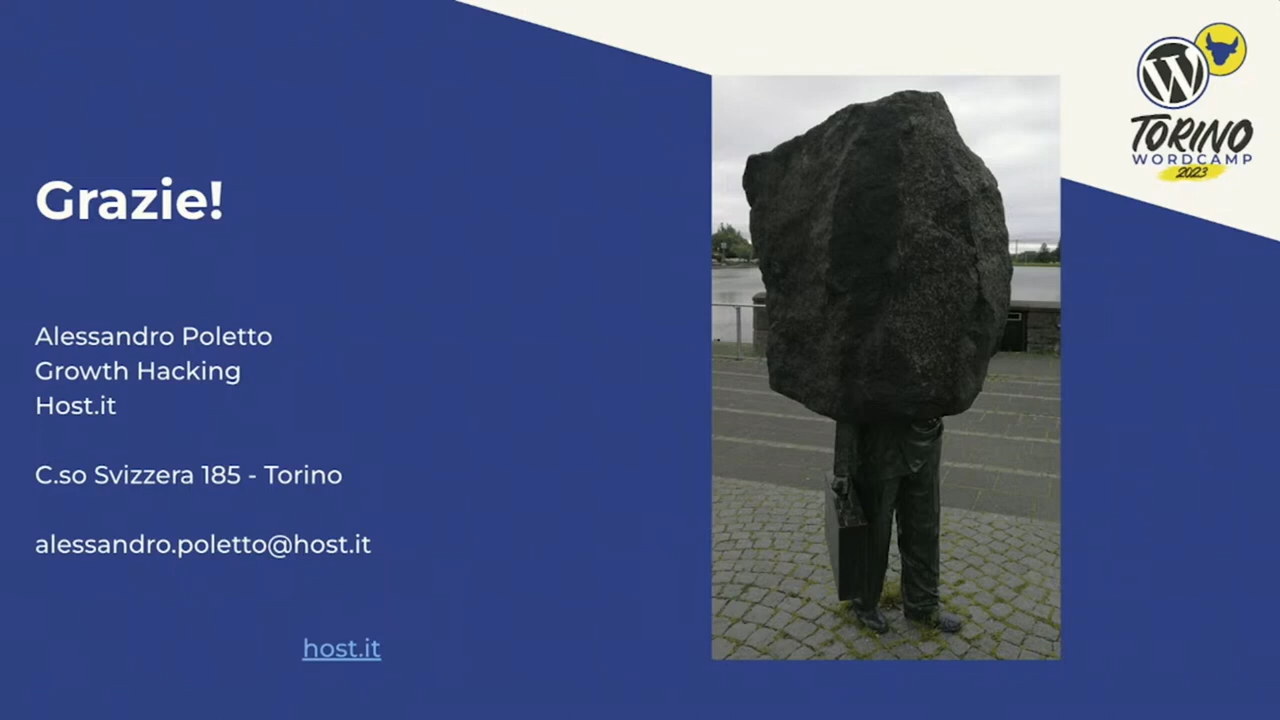 Grazie!
Alessandro Poletto
Growth Hacking
Host.it
C.so Svizzera 185 - Torino
alessandro.poletto@host.it
host.it
W
TORINO
WORDCAMP
2023